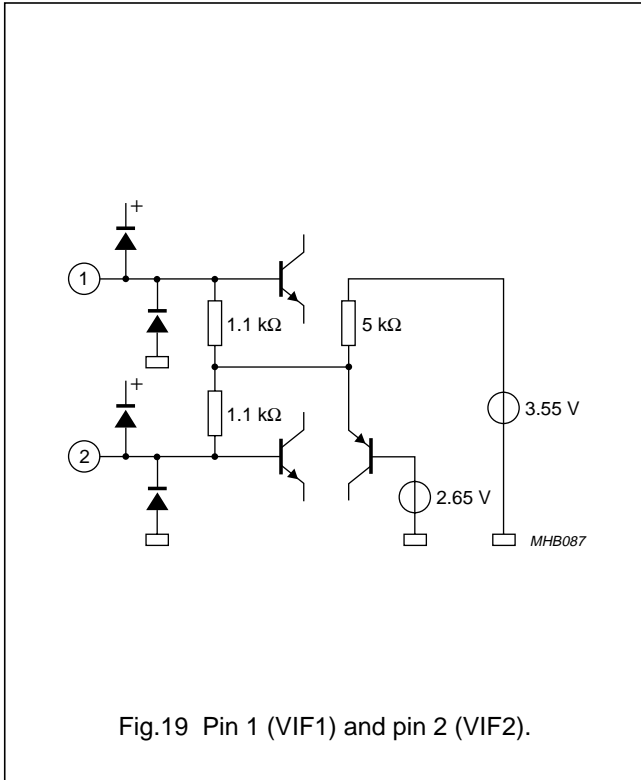 +
1
1.1 kΩ
5 kΩ
+
1.1 kΩ
3.55 V
2
2.65 V
MHB087
Fig.19 Pin 1 (VIF1) and pin 2 (VIF2).